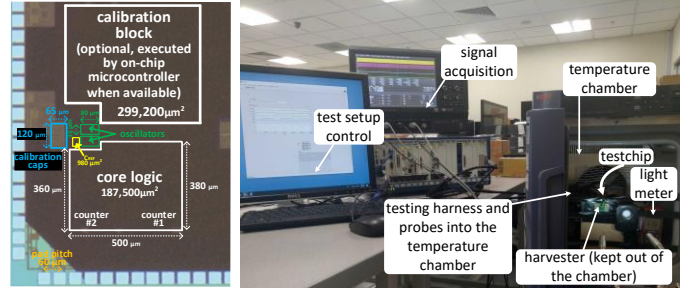 calibration
block
(optional, executed
by on-chip
microcontroller
when available)
299,200µm²
65 µm
80 µm
120 µm
oscillators
calibration
caps
980 µm²
core logic
187,500µm²
360 µm
380 µm
counter
#2
counter
#1
500 µm
pad pitch
signal
acquisition
temperature
chamber
test setup
control
testchip
light
meter
testing harness and
probes into the
temperature
chamber
harvester (kept out of
the chamber)